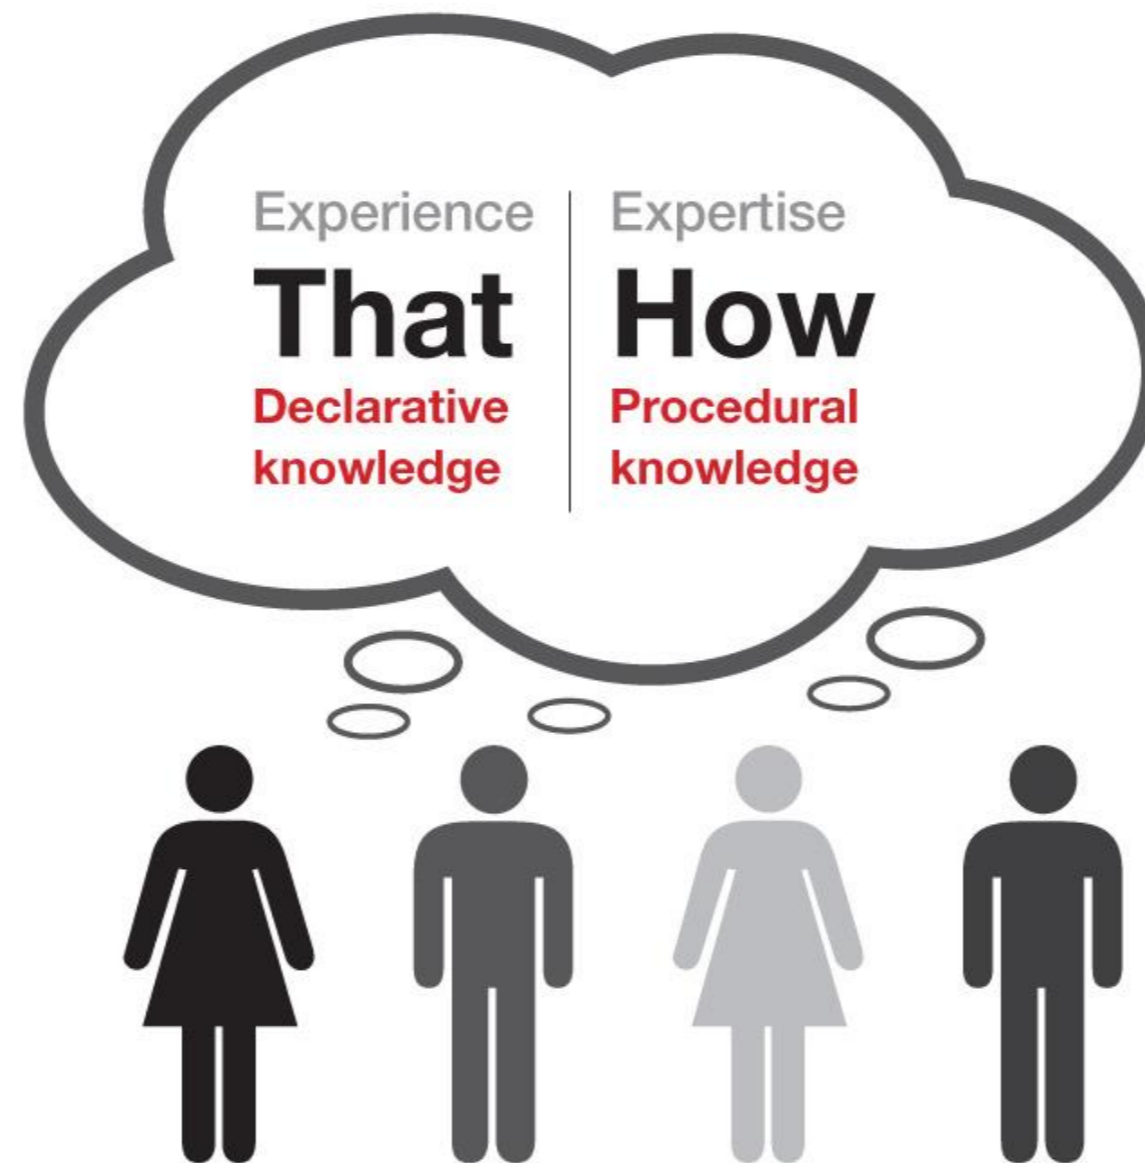 Experience
That
Declarative
knowledge
Expertise
How
Procedural
knowledge